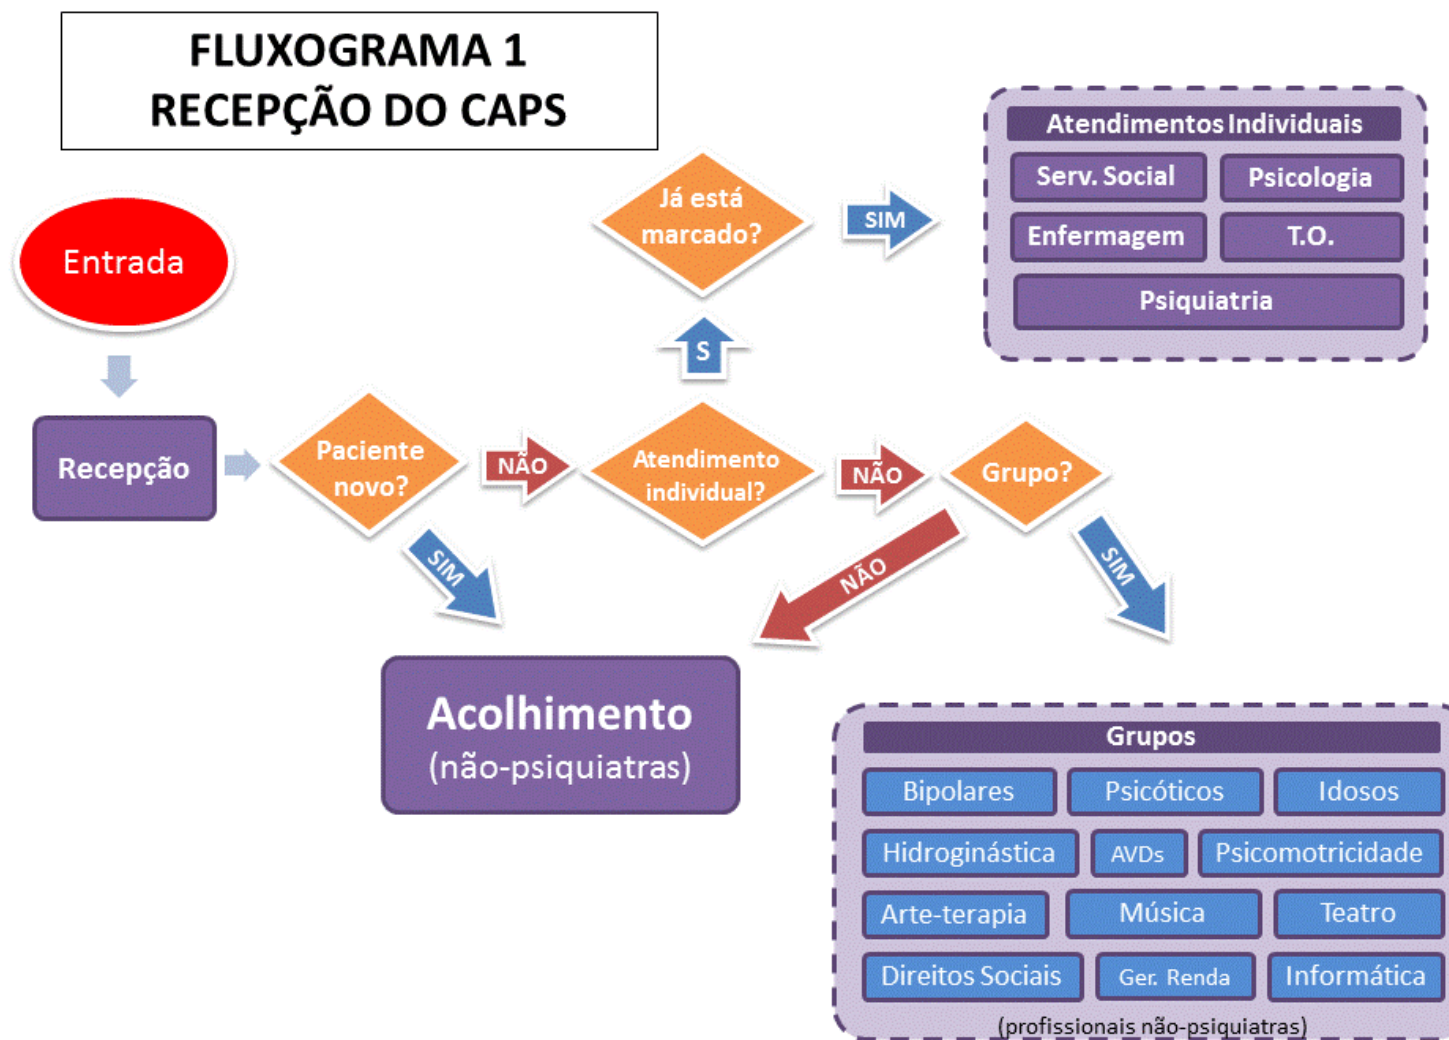 FLUXOGRAMA 1
RECEPÇÃO DO CAPS
Entrada
Recepção
Paciente
novo?
NÃO
SIM
Atendimento
individual?
S
Já está
marcado?
SIM
Atendimentos Individuais
Serv. Social
Psicologia
Enfermagem
T.O.
Psiquiatria
NÃO
Grupo?
NÃO
SIM
Acolhimento
(não-psiquiatras)
Grupos
Bipolares
Psicóticos
Idosos
Hidroginástica
AVDs
Psicomotricidade
Arte-terapia
Música
Teatro
Direitos Sociais
Ger. Renda
Informática
(profissionais não-psiquiatras)